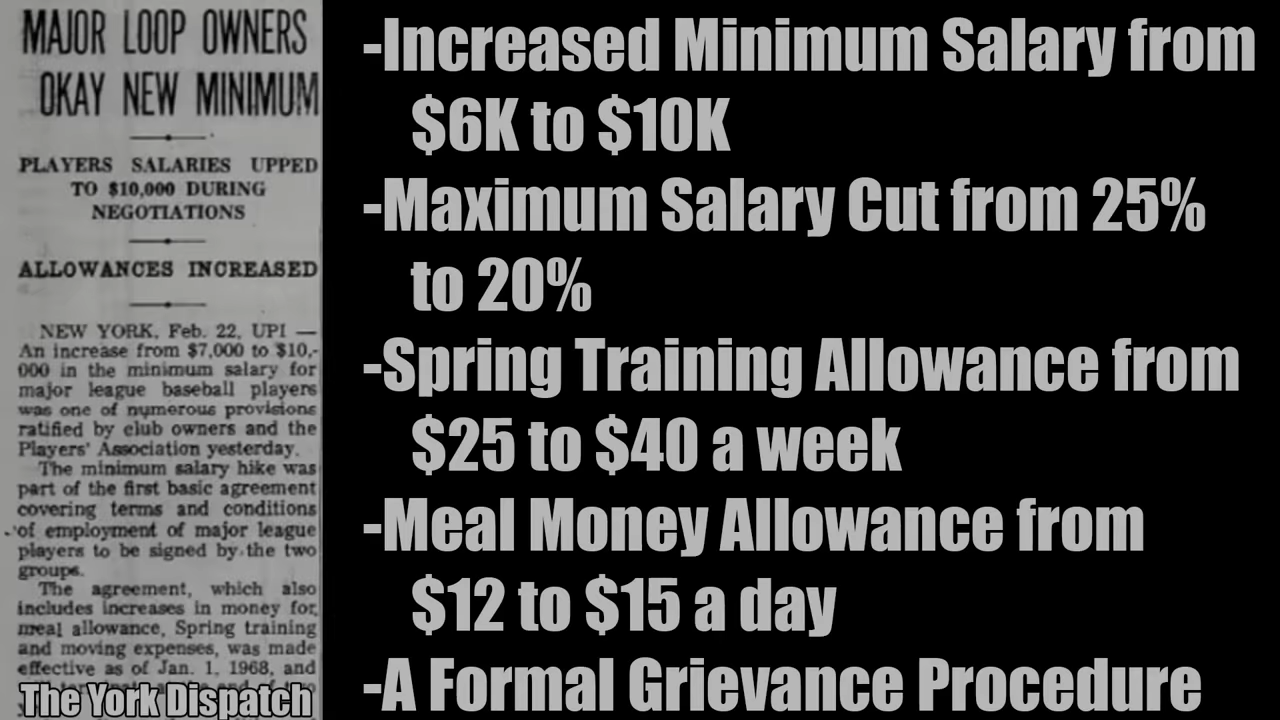 MAJOR LOOP OWNERS
OKAY NEW MINIMUM
PLAYERS SALARIES UPPED
TO $10,000 DURING
NEGOTIATIONS
ALLOWANCES INCREASED
NEW YORK, Feb. 22, UPI —
An increase from $7,000 to $10,-
000 in the minimum salary for
major league baseball players
was one of numerous provisions
ratified by club owners and the
Players' Association yesterday.
The minimum salary hike was
part of the first basic agreement
covering terms and conditions
of employment of major league
players to be signed by the two
groups.
The agreement, which also
includes increases in money for
meal allowance, Spring training
and moving expenses, was made
effective as of Jan. 1, 1968, and
The York Dispatch
-Increased Minimum Salary from
$6K to $10K
-Maximum Salary Cut from 25%
to 20%
-Spring Training Allowance from
$25 to $40 a week
-Meal Money Allowance from
$12 to $15 a day
-A Formal Grievance Procedure